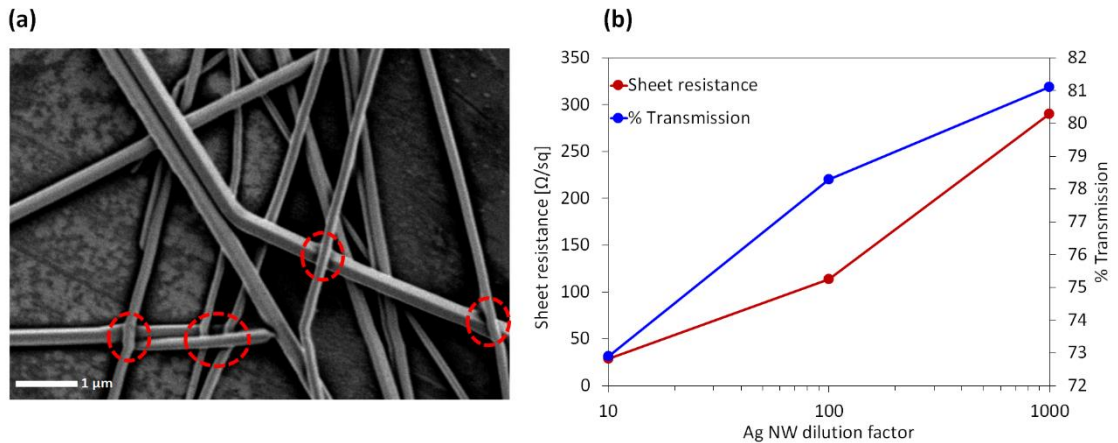 (a)
1 μm
(b)
Sheet resistance
% Transmission
350
300
250
200
150
100
50
0
82
81
80
79
78
77
76
75
74
73
72
10
100
1000
Sheet resistance [Ω/sq]
% Transmission
Ag NW dilution factor